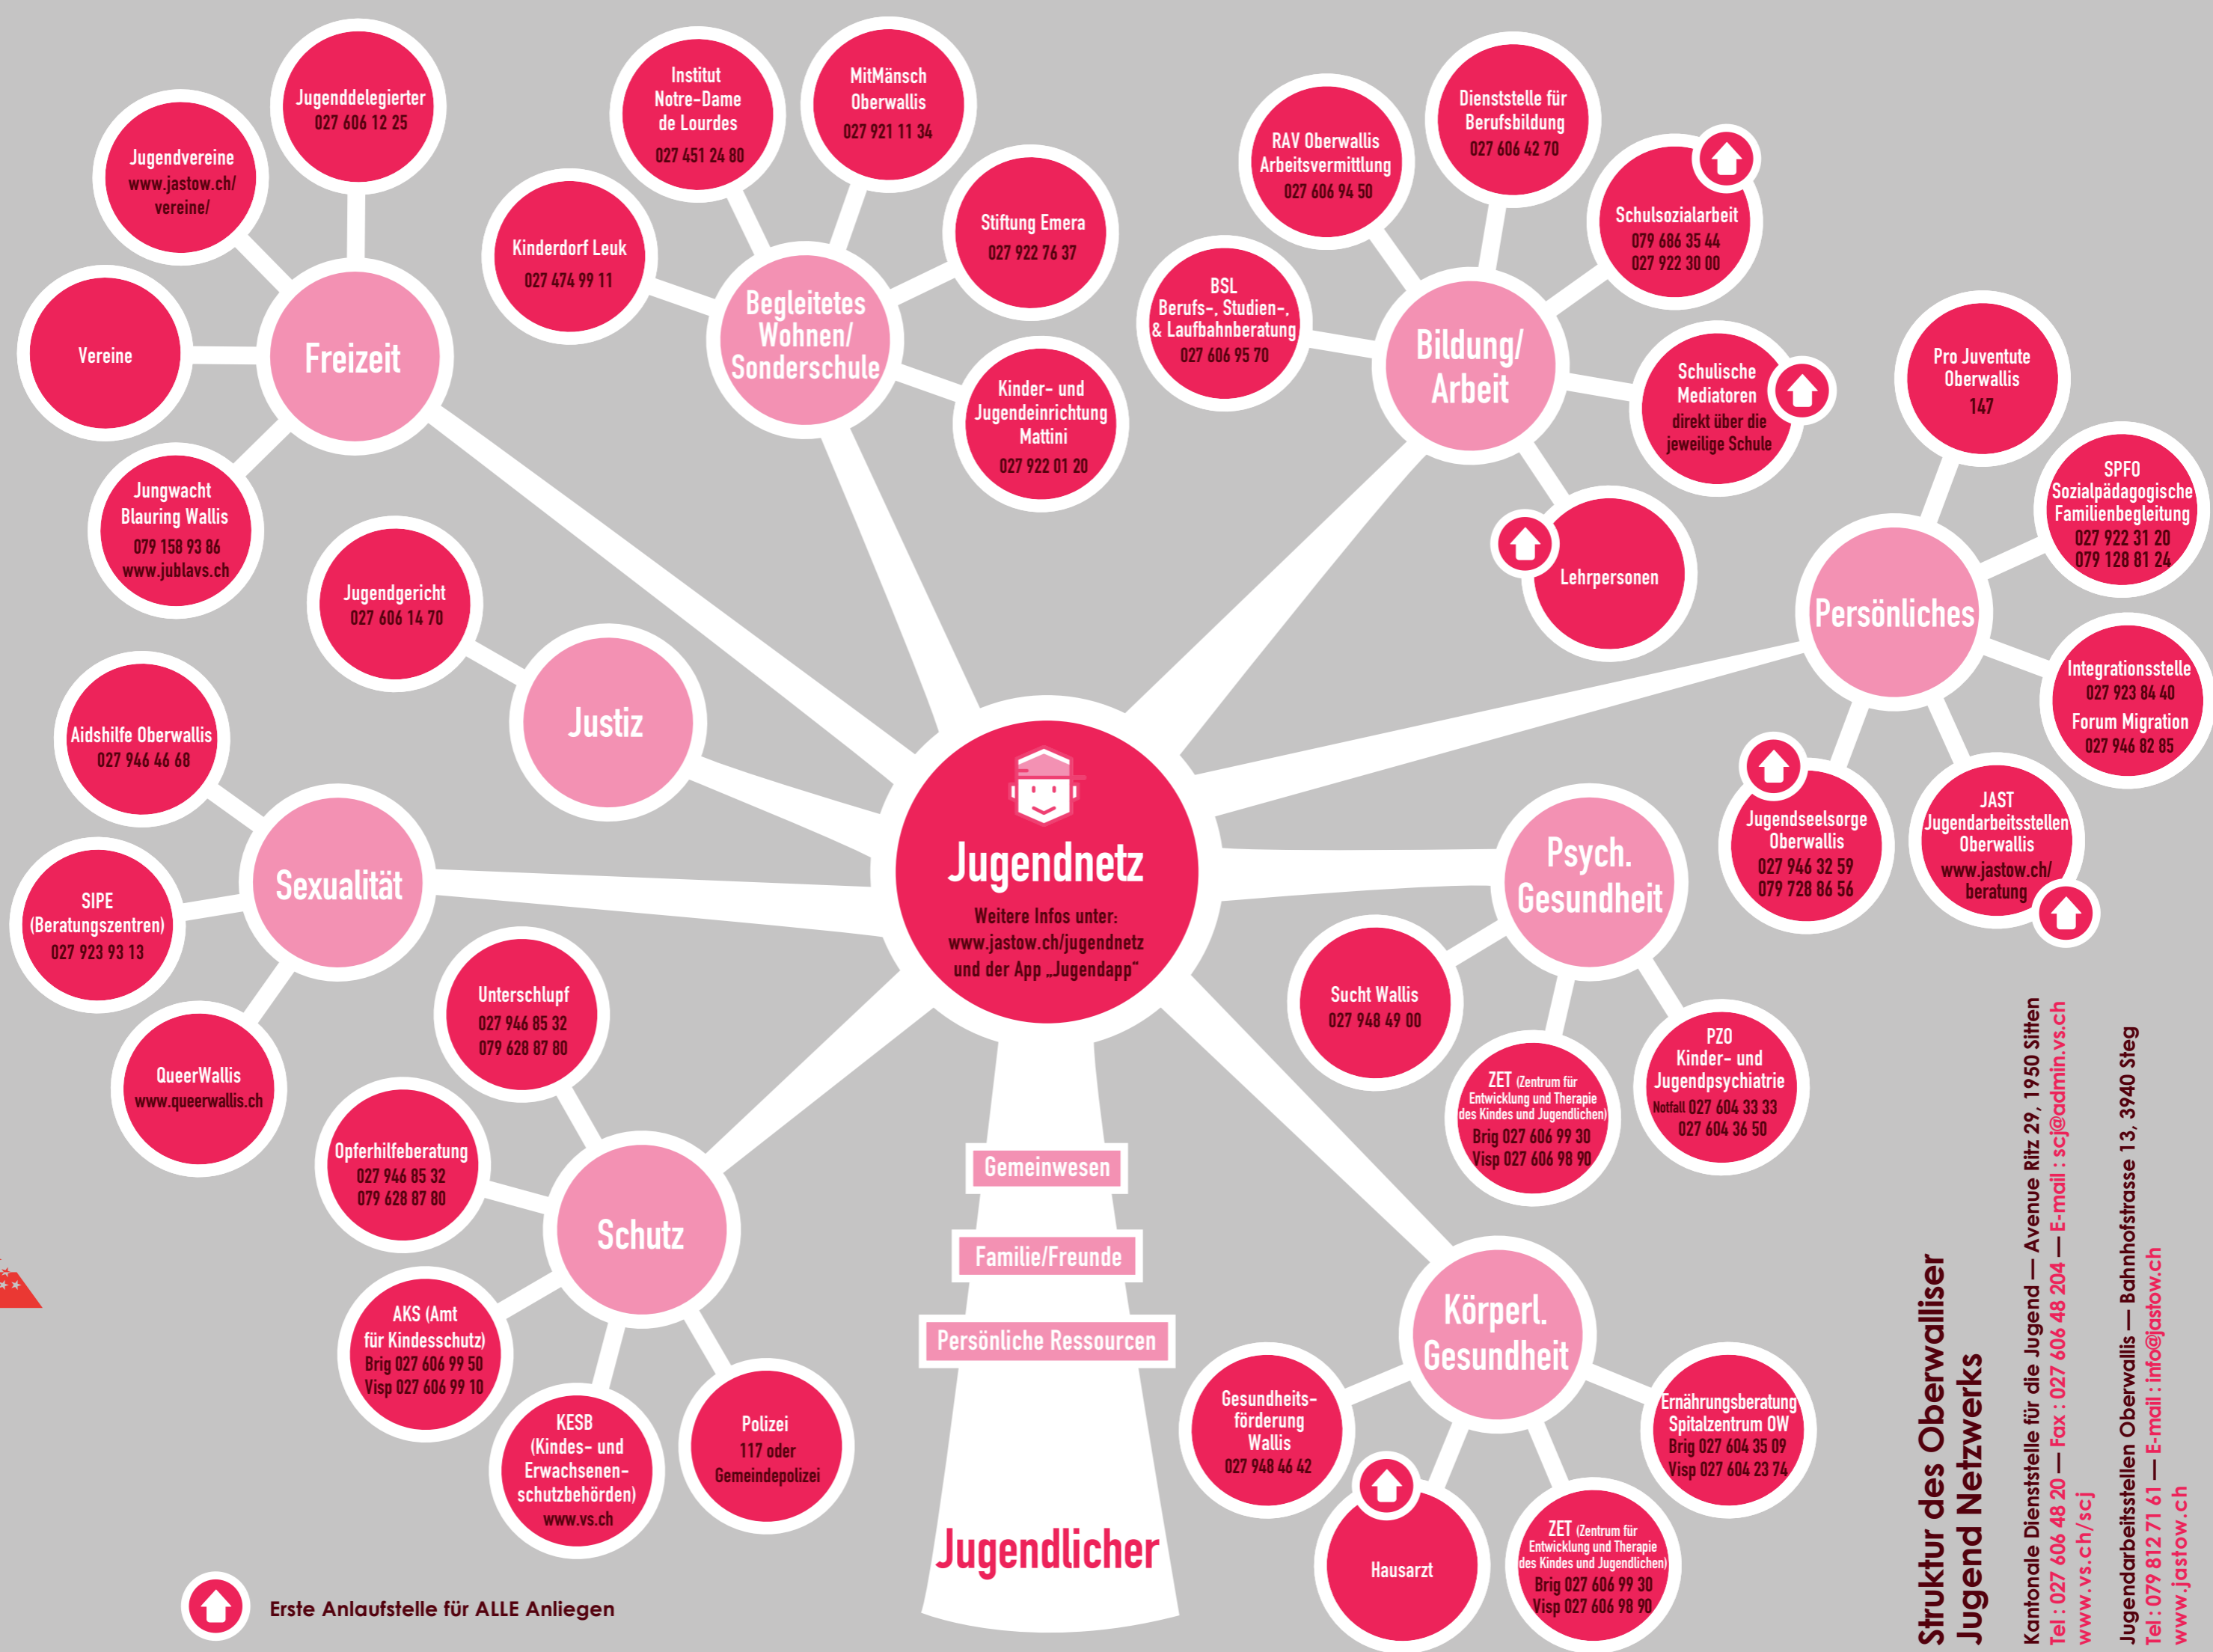 Jugenddelegierter
027 606 12 25
Jugendvereine
www.jastow.ch/
vereine/
Vereine
Freizeit
Jungwacht
Blauring Wallis
079 158 93 86
www.jublavs.ch
Institut
Notre-Dame
de Lourdes
027 451 24 80
MitMänsch
Oberwallis
027 921 11 34
Kinderdorf Leuk
027 474 99 11
Stiftung Emera
027 922 76 37
Begleitetes
Wohnen/
Sonderschule
Kinder- und
Jugendeinrichtung
Mattini
027 922 01 20
RAV Oberwallis
Arbeitsvermittlung
027 606 94 50
Dienststelle für
Berufsbildung
027 606 42 70
Schulsozialarbeit
079 686 35 44
027 922 30 00
BSL
Berufs-, Studien-,
& Laufbahnberatung
027 606 95 70
Bildung/
Arbeit
Schulische
Mediatoren
direkt über die
jeweilige Schule
Lehrpersonen
Pro Juventute
Oberwallis
147
SPFO
Sozialpädagogische
Familienbegleitung
027 922 31 20
079 128 81 24
Persönliches
Integrationsstelle
027 923 84 40
Forum Migration
027 946 82 85
Jugendseelsorge
Oberwallis
027 946 32 59
079 728 86 56
JAST
Jugendarbeitsstellen
Oberwallis
www.jastow.ch/
beratung
Jugendgericht
027 606 14 70
Justiz
Aidshilfe Oberwallis
027 946 46 68
Sexualität
SIPE
(Beratungszentren)
027 923 93 13
QueerWallis
www.queerwallis.ch
Jugendnetz
Weitere Infos unter:
www.jastow.ch/jugendnetz
und der App „Jugendapp“
Psych.
Gesundheit
Sucht Wallis
027 948 49 00
ZET (Zentrum für
Entwicklung und Therapie
des Kindes und Jugendlichen)
Brig 027 606 99 30
Visp 027 606 98 90
PZO
Kinder- und
Jugendpsychiatrie
Notfall 027 604 33 33
027 604 36 50
Unterschlupf
027 946 85 32
079 628 87 80
Opferhilfeberatung
027 946 85 32
079 628 87 80
Schutz
AKS (Amt
für Kindesschutz)
Brig 027 606 99 50
Visp 027 606 99 10
KESB
(Kindes- und
Erwachsenen-
schutzbehörden)
www.vs.ch
Polizei
117 oder
Gemeindepolizei
Gemeinwesen
Familie/Freunde
Persönliche Ressourcen
Jugendlicher
Körperl.
Gesundheit
Gesundheits-
förderung
Wallis
027 948 46 42
Hausarzt
ZET (Zentrum für
Entwicklung und Therapie
des Kindes und Jugendlichen)
Brig 027 606 99 30
Visp 027 606 98 90
Ernährungsberatung
Spitalzentrum OW
Brig 027 604 35 09
Visp 027 604 23 74
Erste Anlaufstelle für ALLE Anliegen
Struktur des Oberwalliser
Jugend Netzwerks
Kantonale Dienststelle für die Jugend — Avenue Ritz 29, 1950 Sitten
Tel : 027 606 48 20 — Fax : 027 606 48 204 — E-mail : scj@admin.vs.ch
www.vs.ch/scj
Jugendarbeitsstellen Oberwallis — Bahnhofstrasse 13, 3940 Steg
Tel : 079 812 71 61 — E-mail : info@jastow.ch
www.jastow.ch